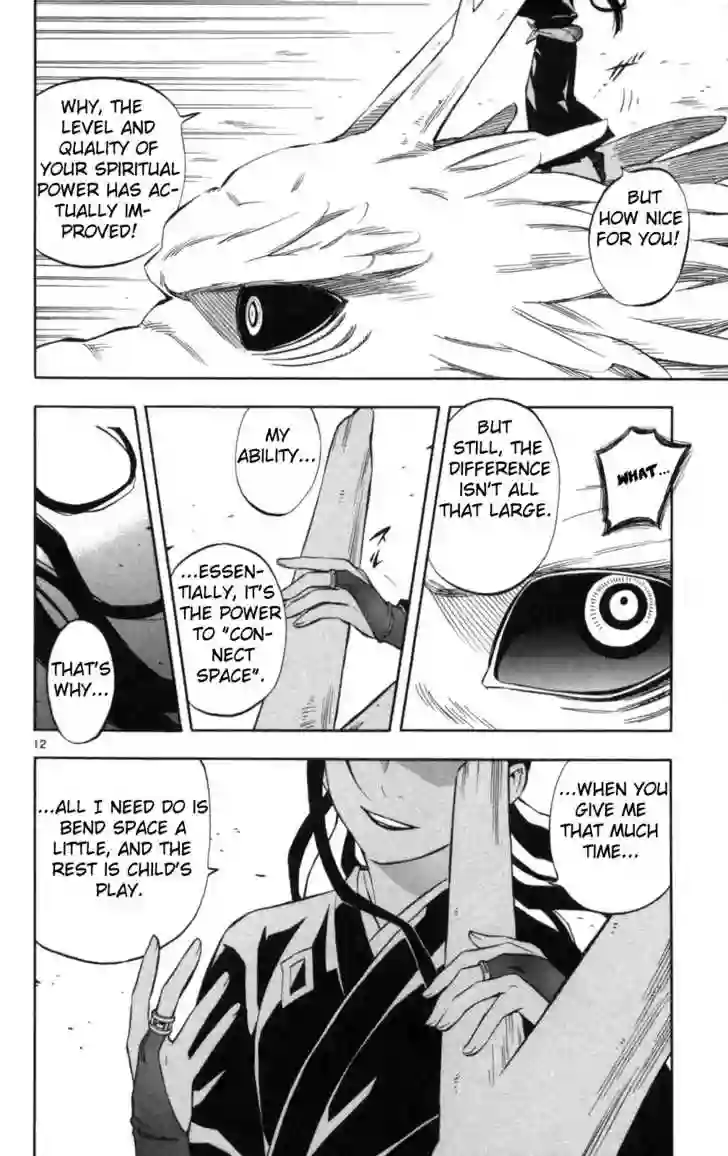 BUT
HOW NICE
FOR YOU!
WHY, THE
LEVEL AND
QUALITY OF
YOUR SPIRITUAL
POWER HAS AC-
TUALLY IM-
PROVED!
WHAT...
BUT
STILL, THE
DIFFERENCE
ISN'T ALL
THAT LARGE.
MY
ABILITY...
...ESSEN-
TIALLY, IT'S
THE POWER
TO "CON-
NECT
SPACE".
THAT'S
WHY...
12
...WHEN YOU
GIVE ME
THAT MUCH
TIME...
...ALL I NEED DO IS
BEND SPACE A
LITTLE, AND THE
REST IS CHILD'S
PLAY.